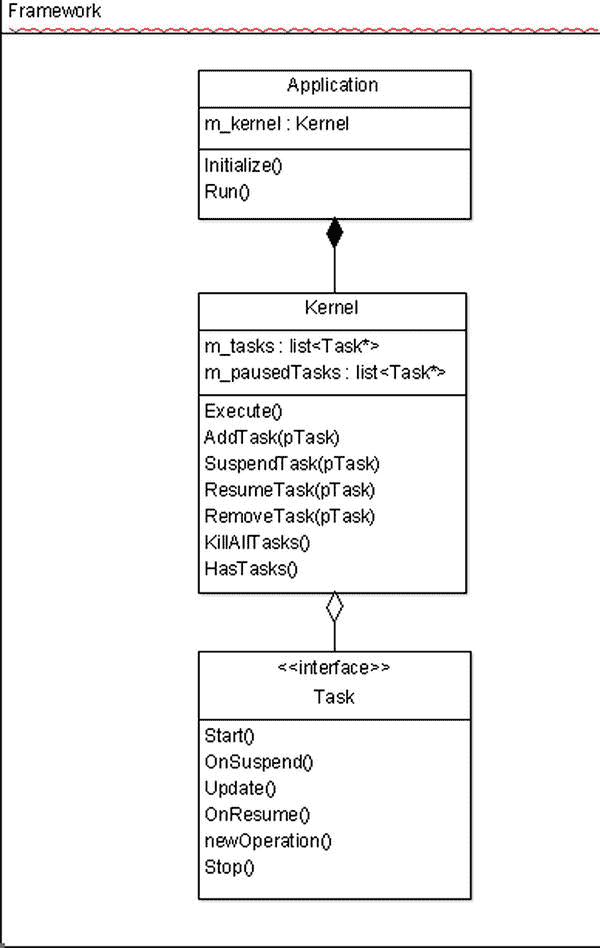 Framework
Application
m_kernel : Kernel
Initialize()
Run()
Kernel
m_tasks : list<Task*>
m_pausedTasks : list<Task*>
Execute()
AddTask(pTask)
SuspendTask(pTask)
ResumeTask(pTask)
RemoveTask(pTask)
KillAllTasks()
HasTasks()
<<interface>>
Task
Start()
OnSuspend()
Update()
OnResume()
newOperation()
Stop()